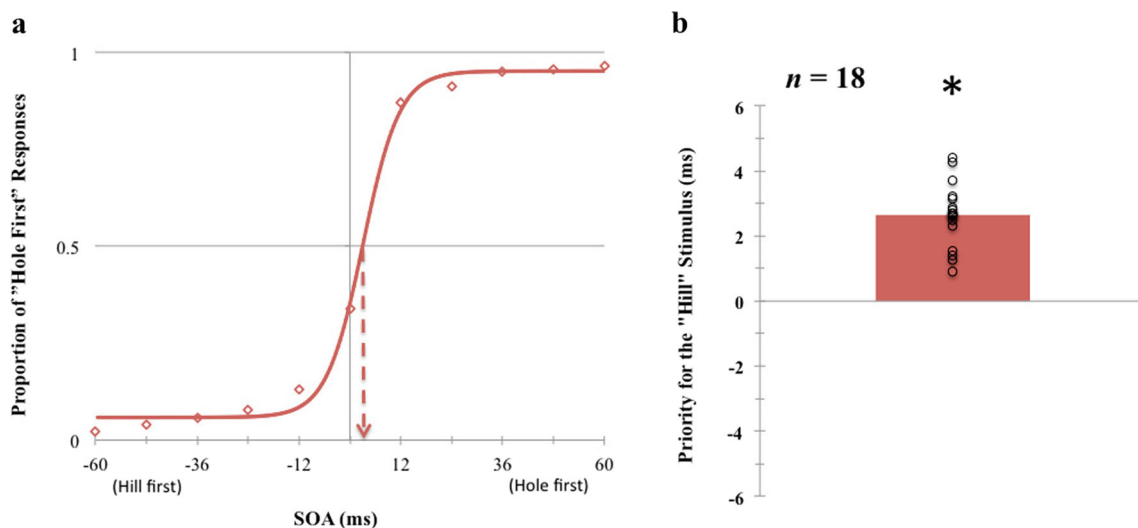 a
Proportion of ”Hole First” Responses
1
0.5
0
-60 -36 -12 12 36 60
(Hill first) (Hole first)
SOA (ms)
b
n = 18
*
Priority for the "Hill" Stimulus (ms)
6
4
2
0
-2
-4
-6